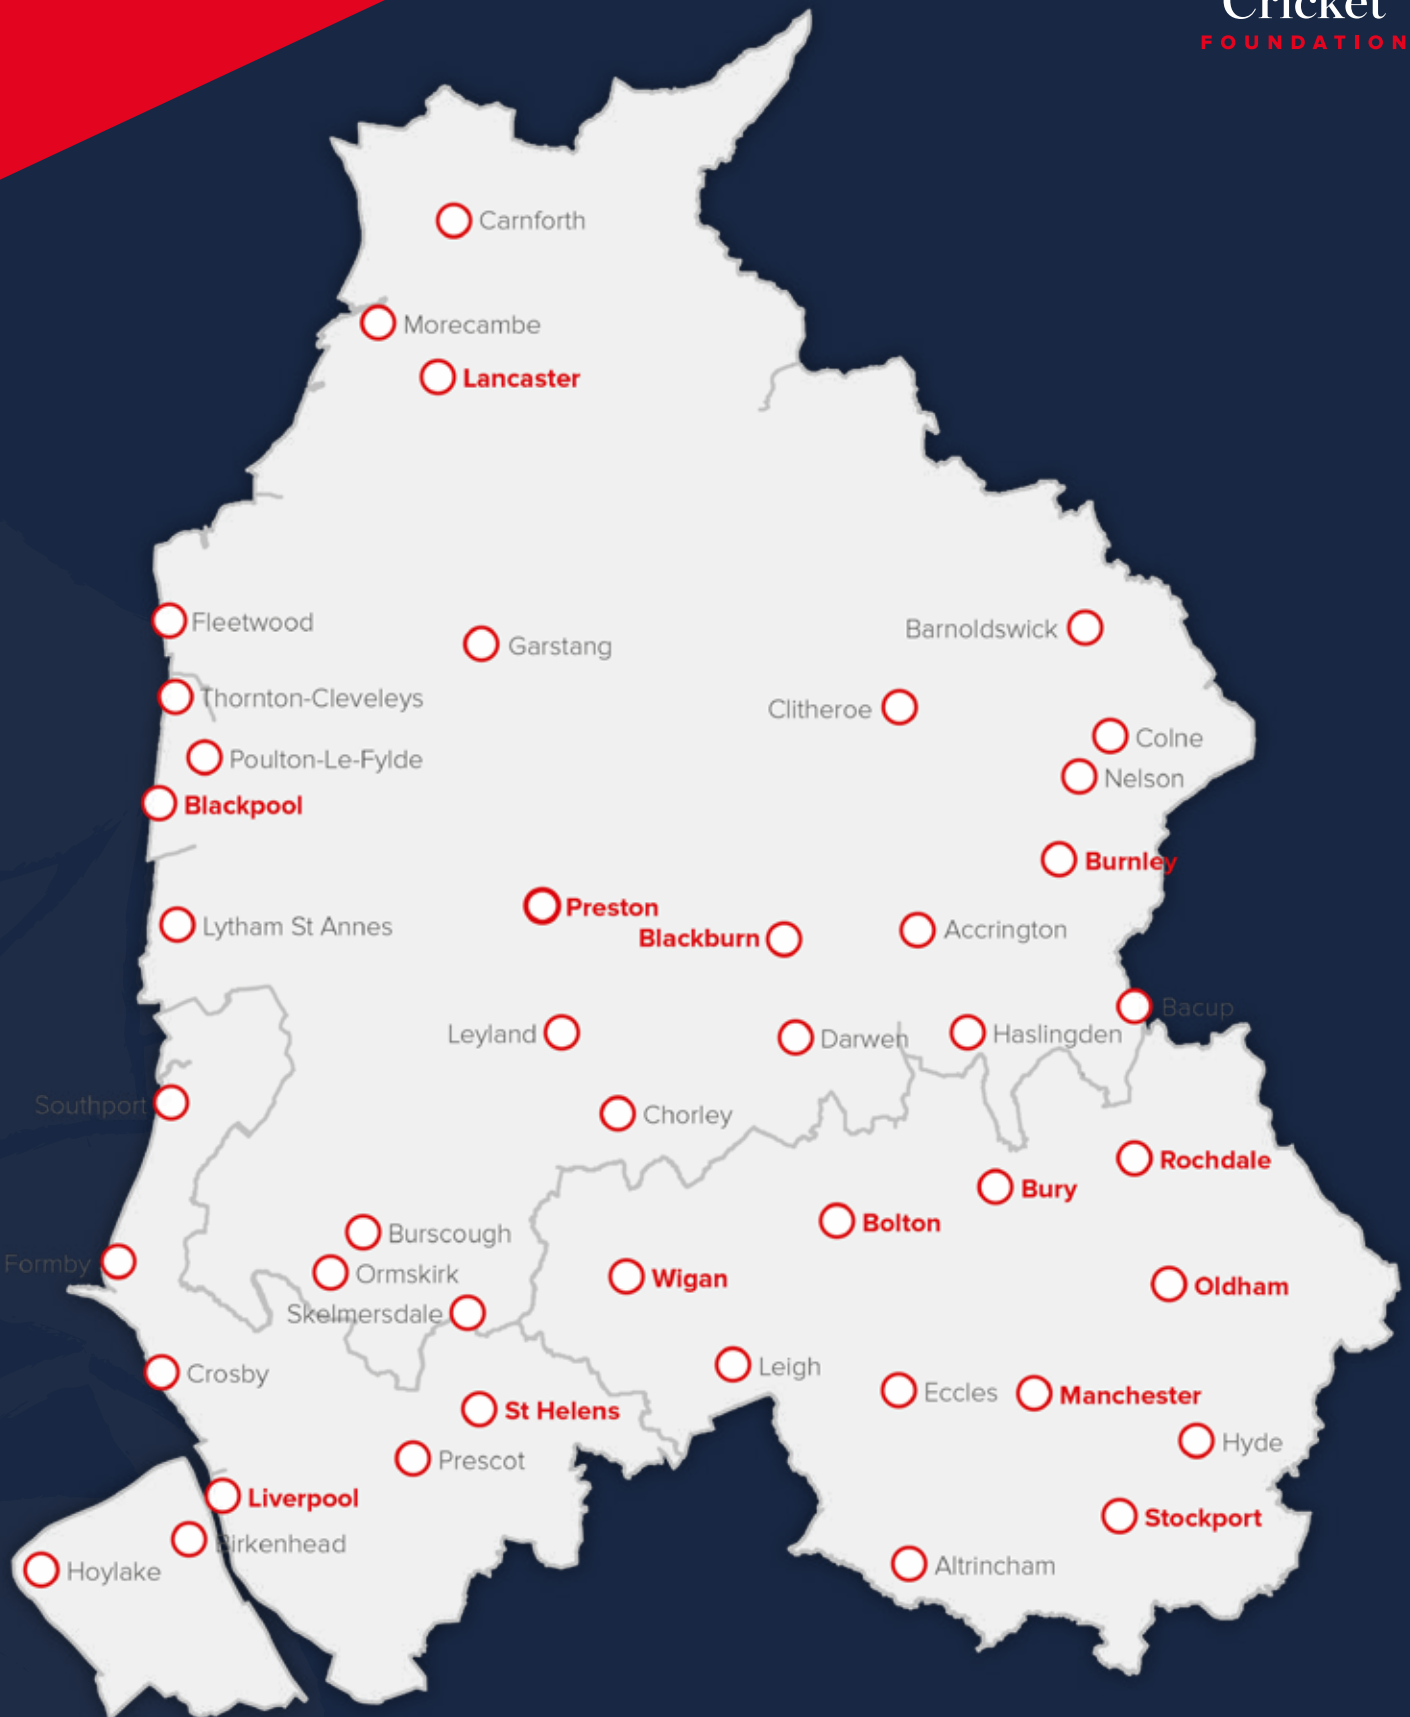 Cricket
FOUNDATION
Carnforth
Morecambe
Lancaster
Fleetwood
Garstang
Barnoldswick
Thornton-Cleveleys
Clitheroe
Colne
Poulton-Le-Fylde
Nelson
Blackpool
Burnley
Preston
Lytham St Annes
Blackburn
Accrington
Bacup
Leyland
Darwen
Haslingden
Southport
Chorley
Rochdale
Bury
Bolton
Burscough
Formby
Ormskirk
Wigan
Oldham
Skelmersdale
Crosby
Leigh
Eccles
Manchester
St Helens
Hyde
Prescot
Liverpool
Stockport
Birkenhead
Altrincham
Hoylake